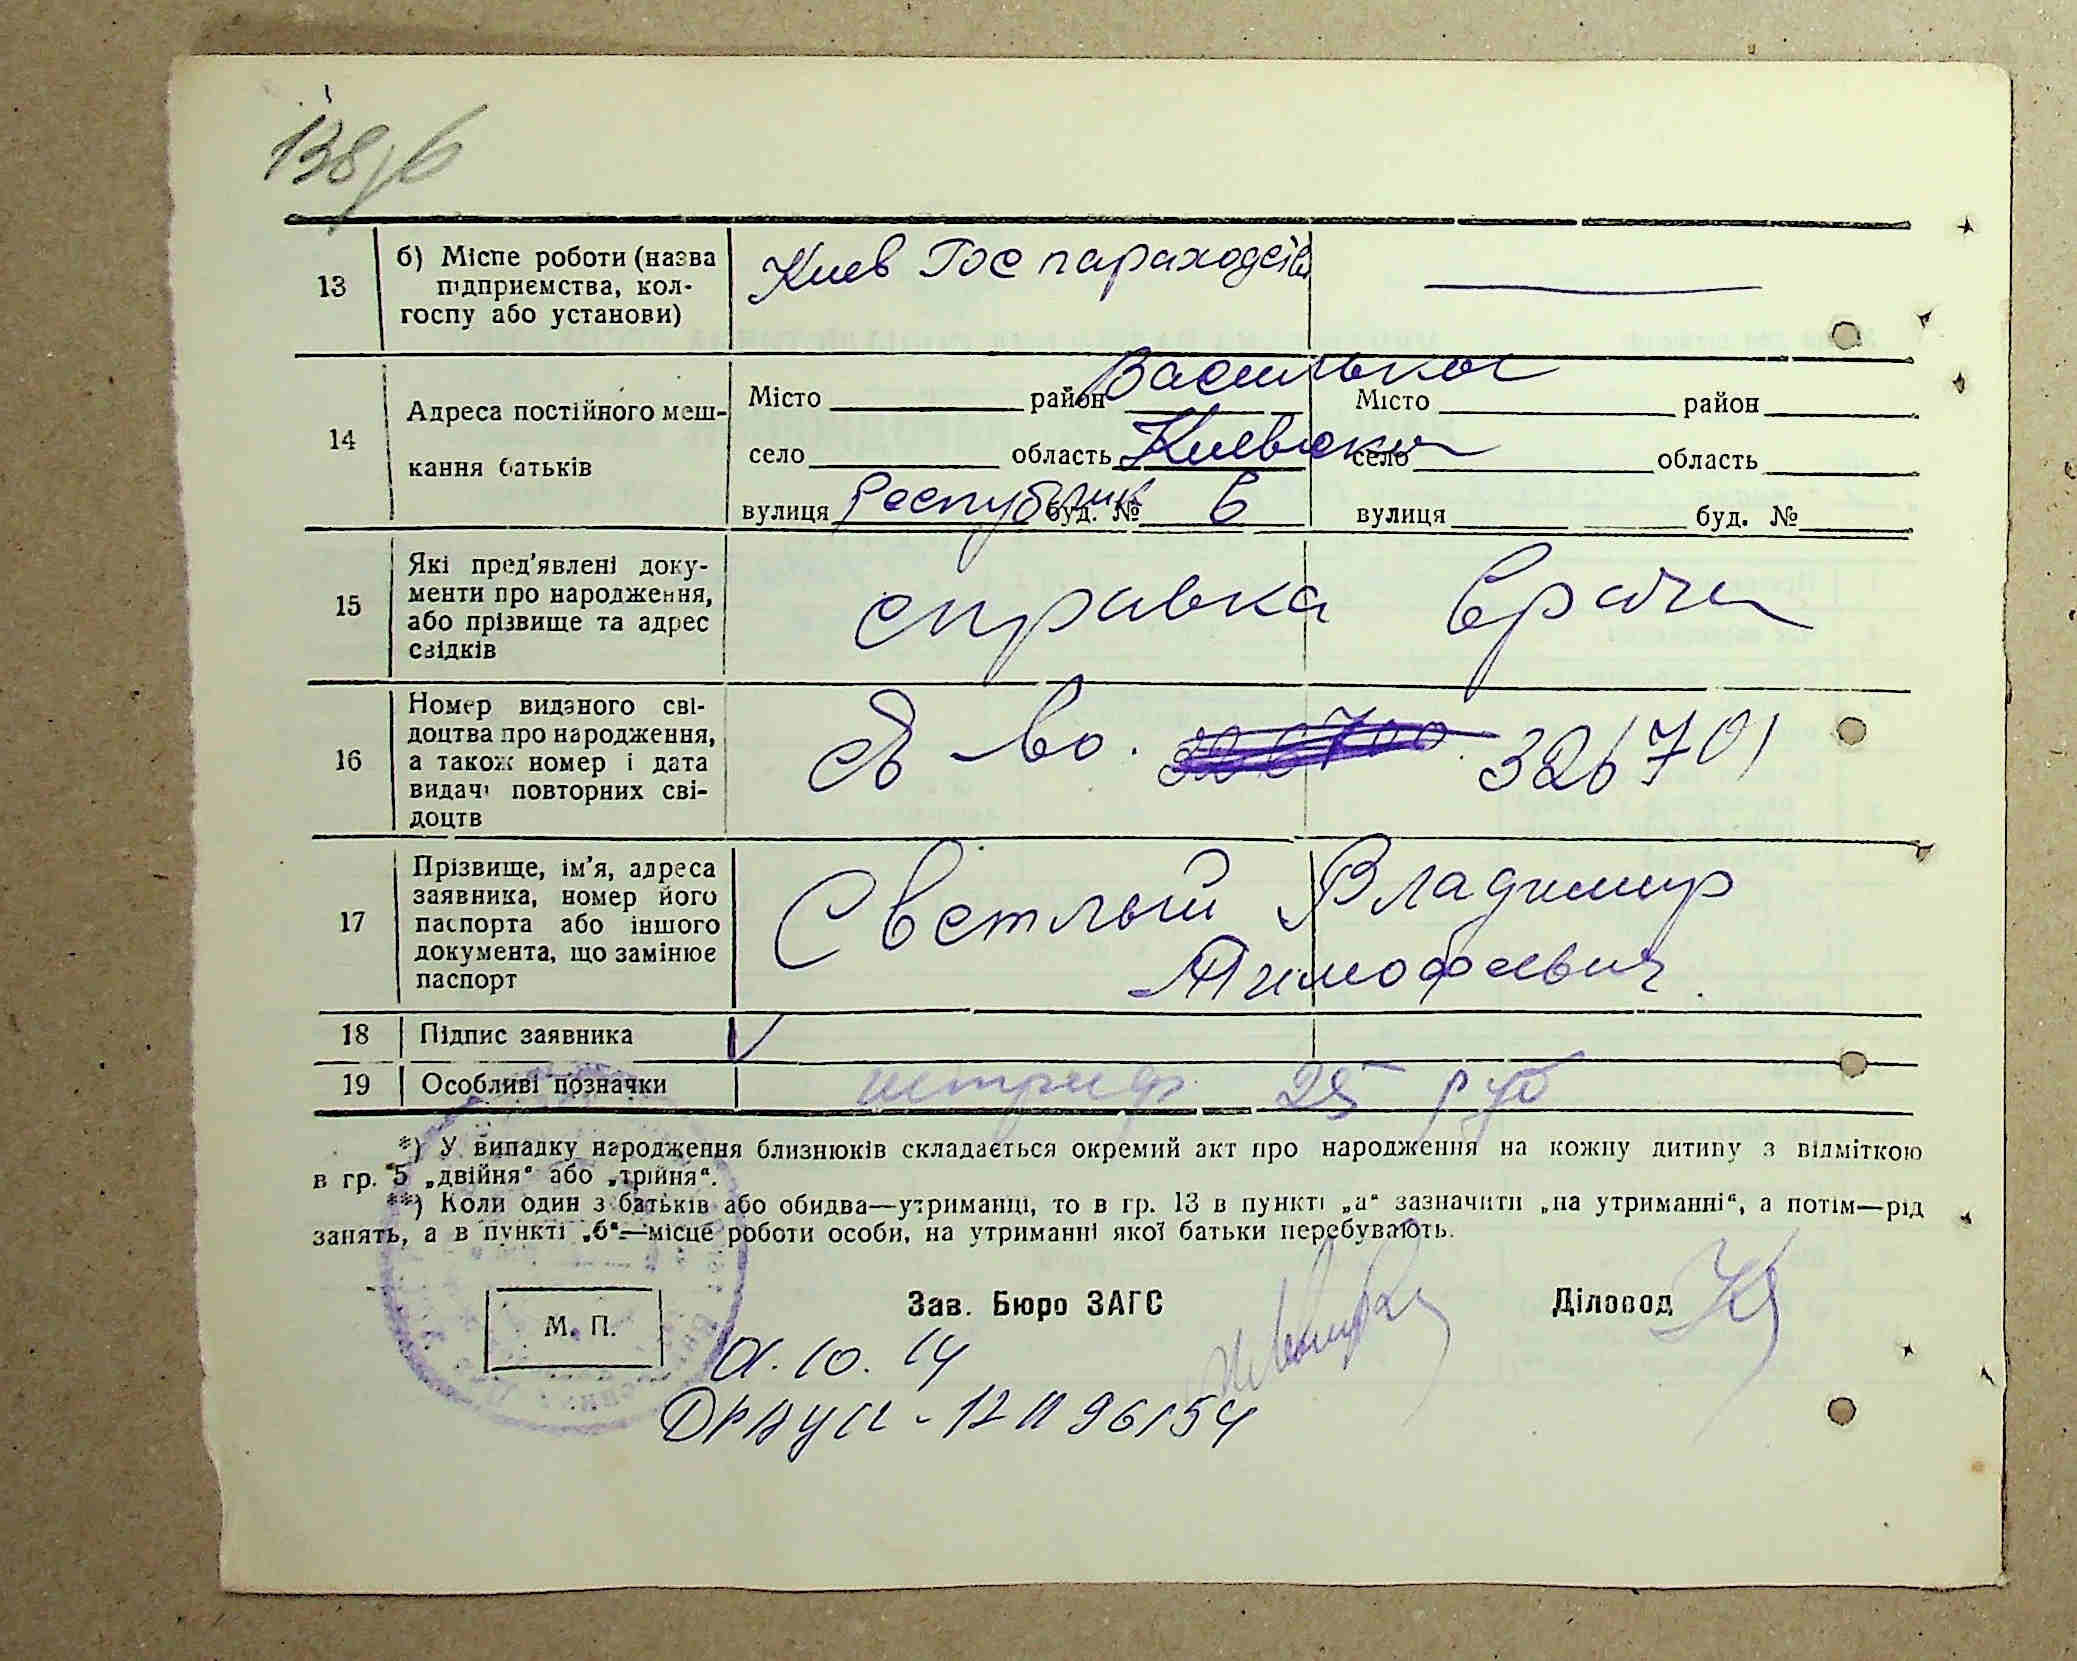 138/б
13 б) Місце роботи (назва підприємства, колгоспу або установи) Киев Гос параходств
14 Адреса постійного мешкання батьків
Місто район Васильков Місто район
село область Киевска село область
вулиця Республик буд. № 6 вулиця буд. №
15 Які пред'явлені документи про народження, або прізвище та адрес свідків справка врача
16 Номер виданого свідоцтва про народження, а також номер і дата видачі повторних свідоцтв св-во. 326700 326701
17 Прізвище, ім'я, адреса заявника, номер його паспорта або іншого документа, що замінює паспорт Светлый Владимир
Тимофеевич.
18 Підпис заявника V
19 Особливі позначки штраф 25 руб
*) У випадку народження близнюків складається окремий акт про народження на кожну дитину з відміткою
в гр. 5 „двійня“ або „трійня“.
**) Коли один з батьків або обидва—утриманці, то в гр. 13 в пункті „а“ зазначити „на утриманні“, а потім—рід
занять, а в пункті „б“—місце роботи особи, на утриманні якої батьки перебувають.
М. П. Зав. Бюро ЗАГС Діловод
01.10.14